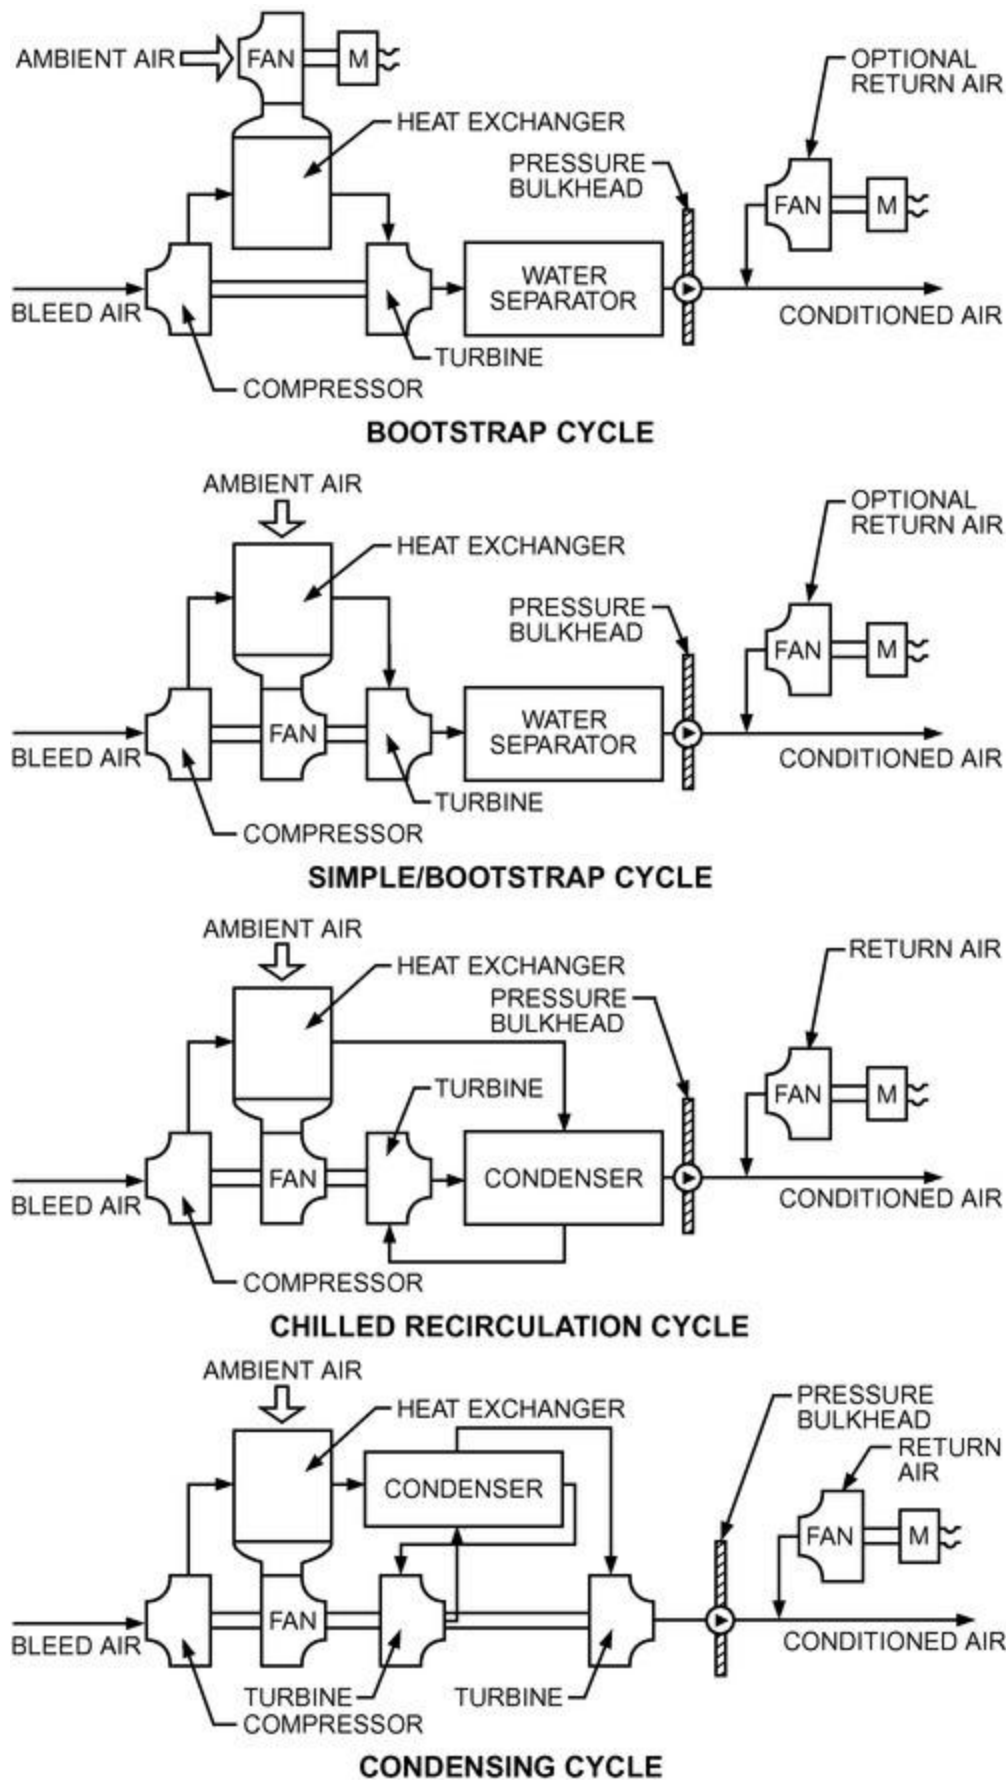 AMBIENT AIR
FAN
M
OPTIONAL
RETURN AIR
HEAT EXCHANGER
PRESSURE
BULKHEAD
FAN
M
WATER
SEPARATOR
BLEED AIR
CONDITIONED AIR
TURBINE
COMPRESSOR
BOOTSTRAP CYCLE
AMBIENT AIR
OPTIONAL
RETURN AIR
HEAT EXCHANGER
PRESSURE
BULKHEAD
FAN
M
FAN
WATER
SEPARATOR
BLEED AIR
CONDITIONED AIR
TURBINE
COMPRESSOR
SIMPLE/BOOTSTRAP CYCLE
AMBIENT AIR
RETURN AIR
HEAT EXCHANGER
PRESSURE
BULKHEAD
TURBINE
FAN
M
FAN
CONDENSER
BLEED AIR
CONDITIONED AIR
COMPRESSOR
CHILLED RECIRCULATION CYCLE
AMBIENT AIR
PRESSURE
BULKHEAD
HEAT EXCHANGER
RETURN
AIR
CONDENSER
FAN
M
FAN
BLEED AIR
CONDITIONED AIR
TURBINE
TURBINE
COMPRESSOR
CONDENSING CYCLE